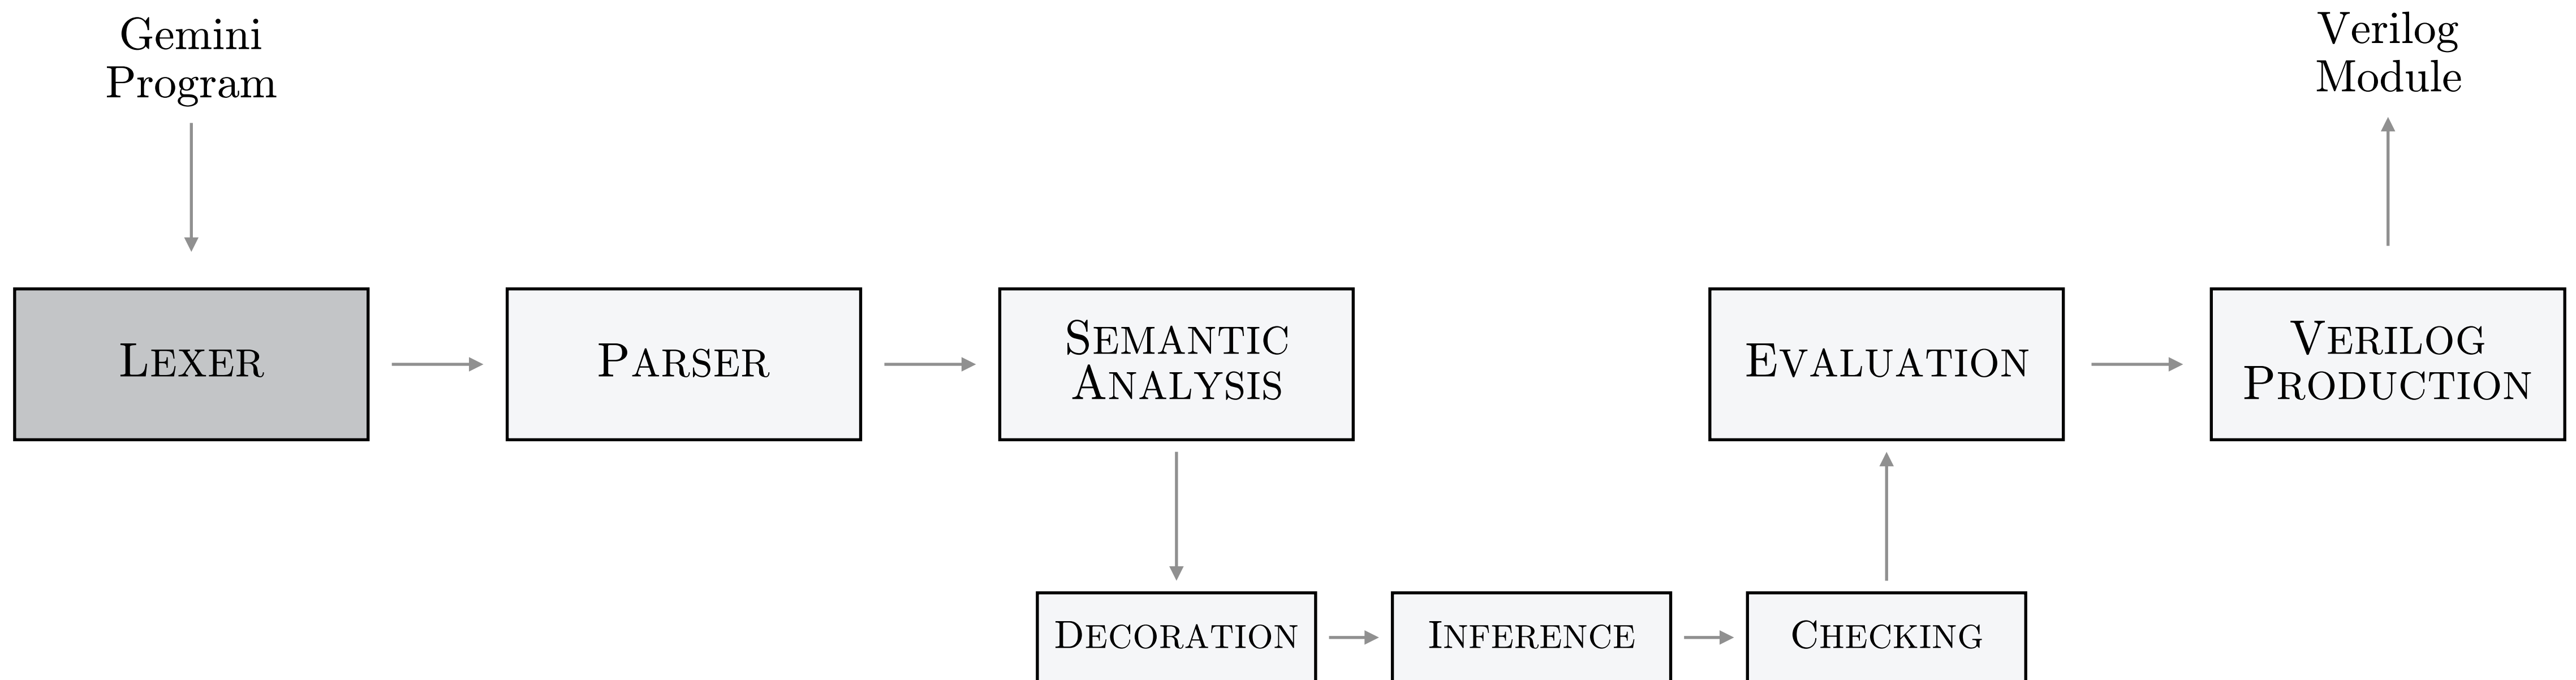 Gemini
Program
Verilog
Module
LEXER
PARSER
SEMANTIC
ANALYSIS
EVALUATION
VERILOG
PRODUCTION
DECORATION
INFERENCE
CHECKING